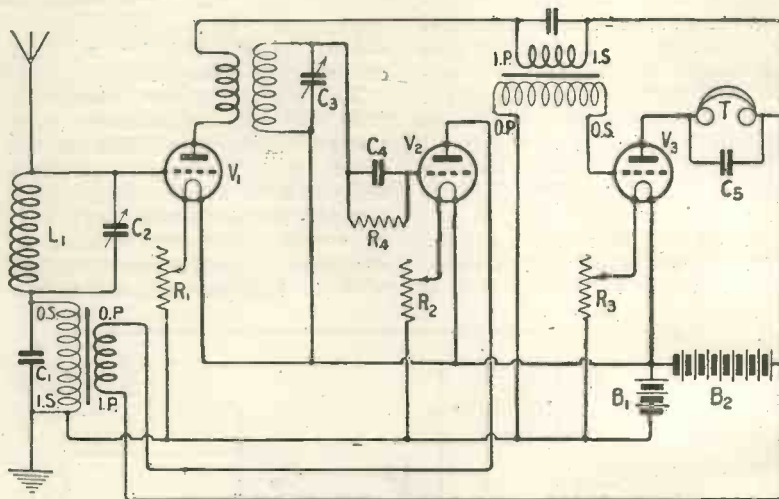 I.P. I.S
C3
O.P. O.S.
T
V1
C4
V2
V3
C5
L1
C2
R4
R1
R2
R3
O.S. O.P
C1
I.S. I.P.
B1 B2